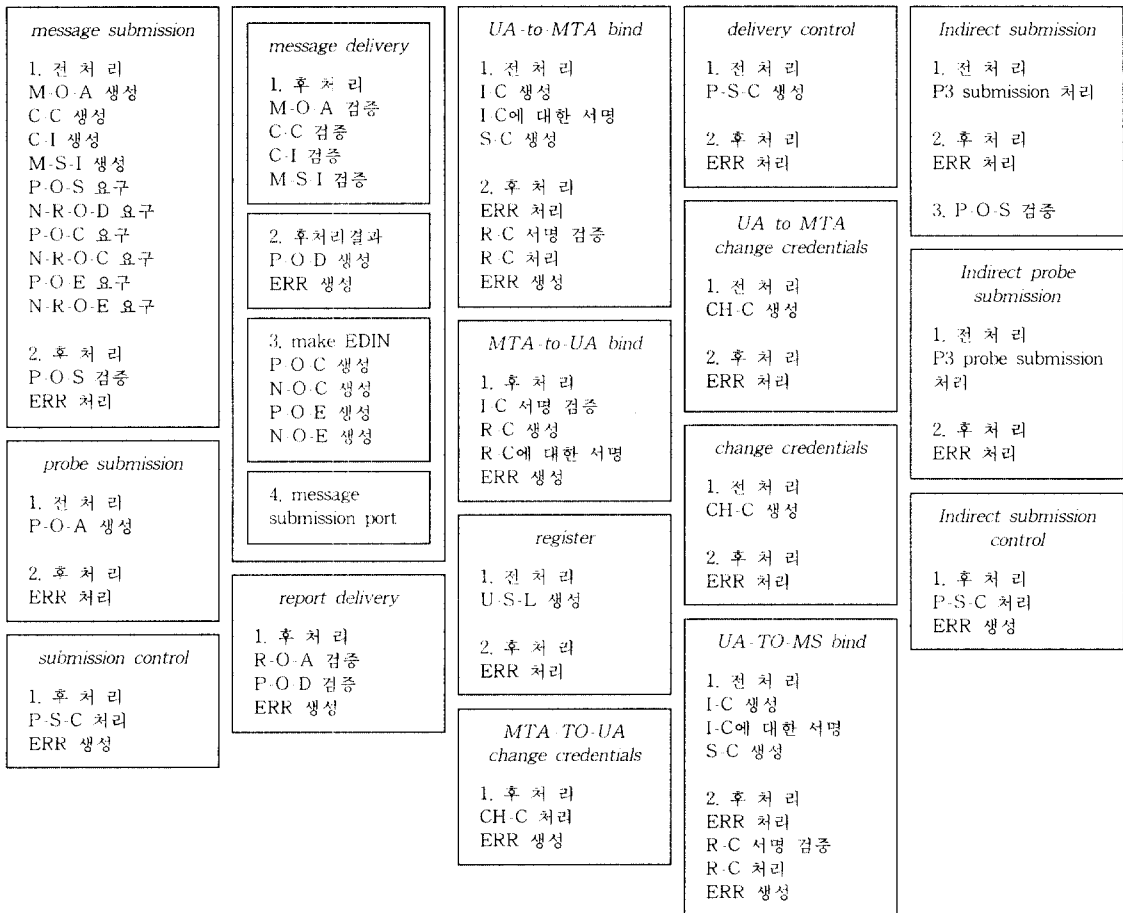 message submission
1. 전 처 리
M-O-A 생성
C-C 생성
C-I 생성
M-S-I 생성
P-O-S 요구
N-R-O-D 요구
P-O-C 요구
N-R-O-C 요구
P-O-E 요구
N-R-O-E 요구
2. 후 처 리
P-O-S 검증
ERR 처리
probe submission
1. 전 처 리
P-O-A 생성
2. 후 처 리
ERR 처리
submission control
1. 후 처 리
P-S-C 처리
ERR 생성
message delivery
1. 후 처 리
M-O-A 검증
C-C 검증
C-I 검증
M-S-I 검증
2. 후처리결과
P-O-D 생성
ERR 생성
3. make EDIN
P-O-C 생성
N-O-C 생성
P-O-E 생성
N-O-E 생성
4. message
submission port
report delivery
1. 후 처 리
R-O-A 검증
P-O-D 검증
ERR 생성
UA-to-MTA bind
1. 전 처 리
I-C 생성
I-C에 대한 서명
S-C 생성
2. 후 처 리
ERR 처리
R-C 서명 검증
R-C 처리
ERR 생성
MTA-to-UA bind
1. 후 처 리
I-C 서명 검증
R-C 생성
R-C에 대한 서명
ERR 생성
register
1. 전 처 리
U-S-L 생성
2. 후 처 리
ERR 처리
MTA-TO-UA
change credentials
1. 후 처 리
CH-C 처리
ERR 생성
delivery control
1. 전 처 리
P-S-C 생성
2. 후 처 리
ERR 처리
UA to MTA
change credentials
1. 전 처 리
CH-C 생성
2. 후 처 리
ERR 처리
change credentials
1. 전 처 리
CH-C 생성
2. 후 처 리
ERR 처리
UA-TO-MS bind
1. 전 처 리
I-C 생성
I-C에 대한 서명
S-C 생성
2. 후 처 리
ERR 처리
R-C 서명 검증
R-C 처리
ERR 생성
Indirect submission
1. 전 처 리
P3 submission 처리
2. 후 처 리
ERR 처리
3. P-O-S 검증
Indirect probe
submission
1. 전 처 리
P3 probe submission
처리
2. 후 처 리
ERR 처리
Indirect submission
control
1. 후 처 리
P-S-C 처리
ERR 생성